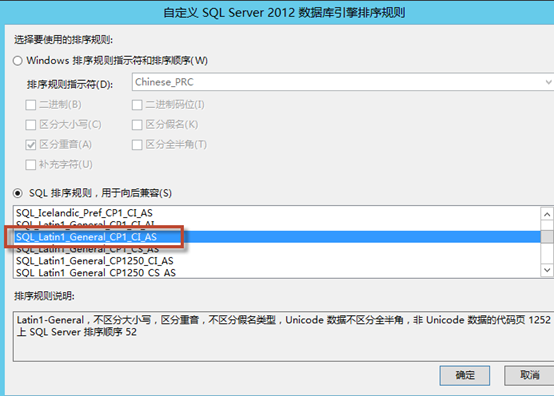 自定义 SQL Server 2012 数据库引擎排序规则
选择要使用的排序规则:
Windows 排序规则指示符和排序顺序(W)
排序规则指示符(D): Chinese_PRC
二进制(B) 二进制码位(I)
区分大小写(C) 区分假名(K)
区分重音(A) 区分全半角(T)
补充字符(U)
SQL 排序规则，用于向后兼容(S)
SQL_Icelandic_Pref_CP1_CI_AS
SQL_Latin1_General_CP1_CI_AI
SQL_Latin1_General_CP1_CI_AS
SQL_Latin1_General_CP1_CS_AS
SQL_Latin1_General_CP1250_CI_AS
SQL_Latin1_General_CP1250_CS_AS
排序规则说明:
Latin1-General，不区分大小写，区分重音，不区分假名类型，Unicode 数据不区分全半角，非 Unicode 数据的代码页 1252
上 SQL Server 排序顺序 52
确定 取消